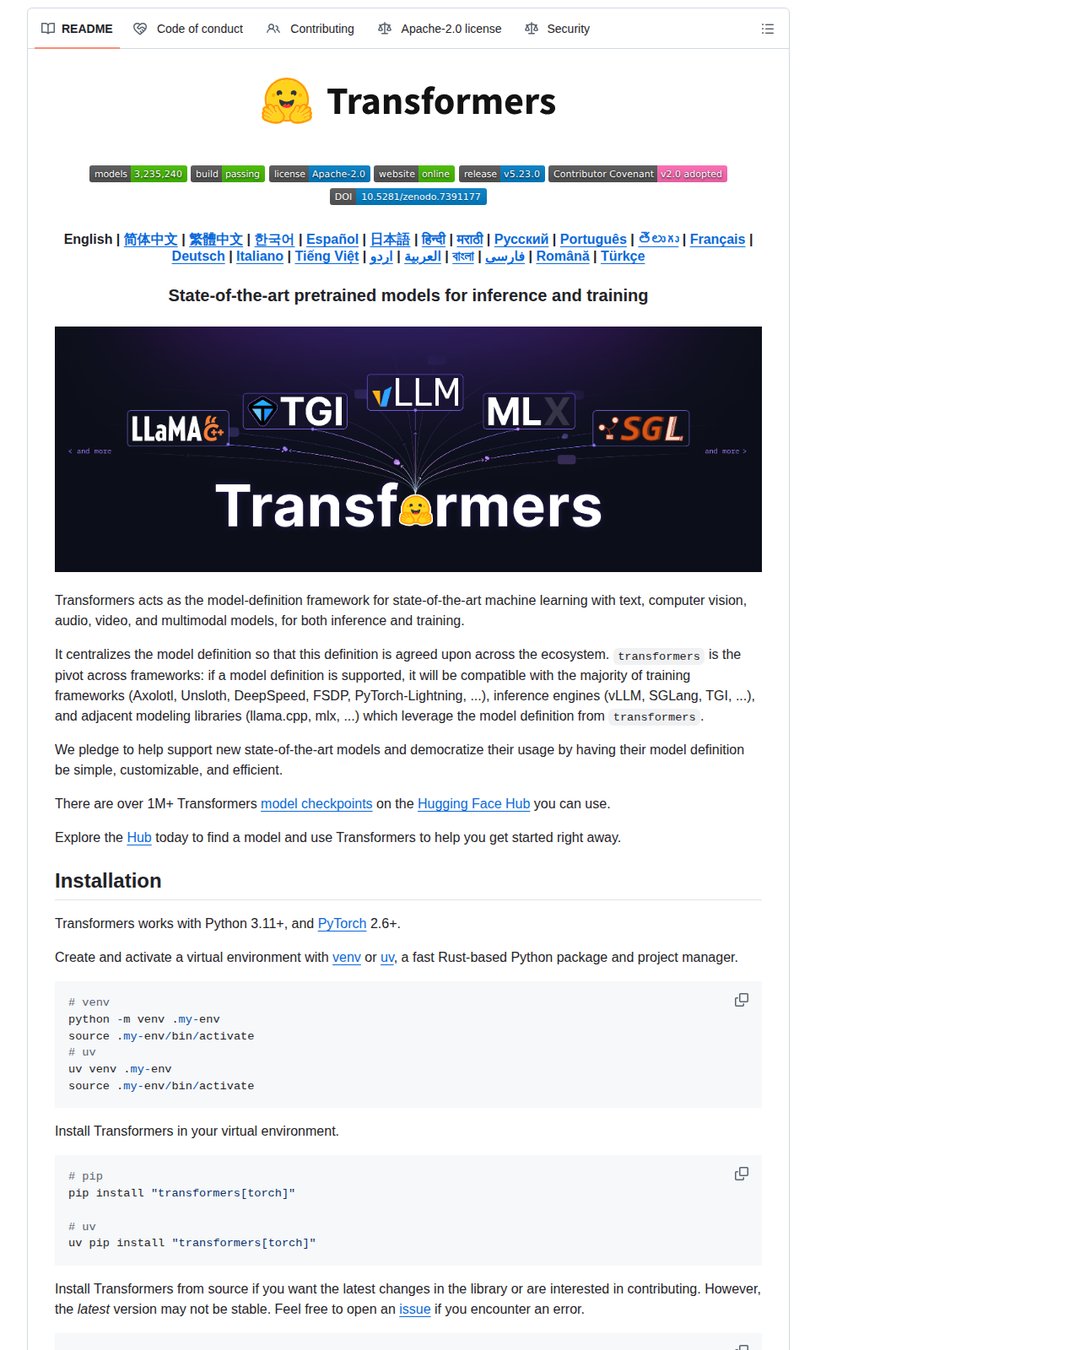 README Code of conduct Contributing Apache-2.0 license Security
Transformers
models 3,235,240 build passing license Apache-2.0 website online release v5.23.0 Contributor Covenant v2.0 adopted
DOI 10.5281/zenodo.7391177
English | 简体中文 | 繁體中文 | 한국어 | Español | 日本語 | हिन्दी | मराठी | Русский | Português | తెలుగు | Français |
Deutsch | Italiano | Tiếng Việt | العربية | اردو | বাংলা | فارسی | Română | Türkçe
State-of-the-art pretrained models for inference and training
vLLM
TGI
MLX
LLaMA C++
SGL
< and more
and more >
Transformers
Transformers acts as the model-definition framework for state-of-the-art machine learning with text, computer vision,
audio, video, and multimodal models, for both inference and training.
It centralizes the model definition so that this definition is agreed upon across the ecosystem. transformers is the
pivot across frameworks: if a model definition is supported, it will be compatible with the majority of training
frameworks (Axolotl, Unsloth, DeepSpeed, FSDP, PyTorch-Lightning, ...), inference engines (vLLM, SGLang, TGI, ...),
and adjacent modeling libraries (llama.cpp, mlx, ...) which leverage the model definition from transformers.
We pledge to help support new state-of-the-art models and democratize their usage by having their model definition
be simple, customizable, and efficient.
There are over 1M+ Transformers model checkpoints on the Hugging Face Hub you can use.
Explore the Hub today to find a model and use Transformers to help you get started right away.
Installation
Transformers works with Python 3.11+, and PyTorch 2.6+.
Create and activate a virtual environment with venv or uv, a fast Rust-based Python package and project manager.
# venv
python -m venv .my-env
source .my-env/bin/activate
# uv
uv venv .my-env
source .my-env/bin/activate
Install Transformers in your virtual environment.
# pip
pip install "transformers[torch]"
# uv
uv pip install "transformers[torch]"
Install Transformers from source if you want the latest changes in the library or are interested in contributing. However,
the latest version may not be stable. Feel free to open an issue if you encounter an error.